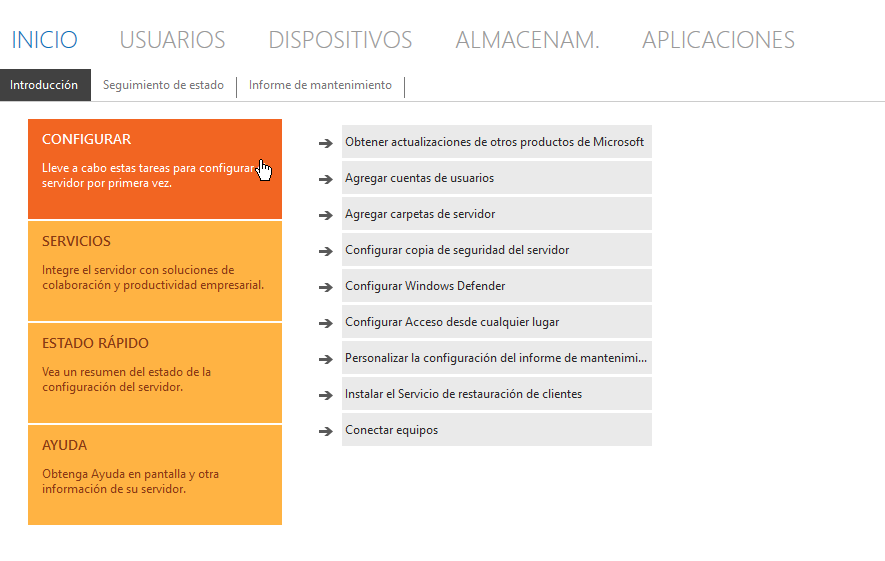 INICIO USUARIOS DISPOSITIVOS ALMACENAM. APLICACIONES
Introducción Seguimiento de estado Informe de mantenimiento
CONFIGURAR
Lleve a cabo estas tareas para configurar
servidor por primera vez.
SERVICIOS
Integre el servidor con soluciones de
colaboración y productividad empresarial.
ESTADO RÁPIDO
Vea un resumen del estado de la
configuración del servidor.
AYUDA
Obtenga Ayuda en pantalla y otra
información de su servidor.
Obtener actualizaciones de otros productos de Microsoft
Agregar cuentas de usuarios
Agregar carpetas de servidor
Configurar copia de seguridad del servidor
Configurar Windows Defender
Configurar Acceso desde cualquier lugar
Personalizar la configuración del informe de mantenimi...
Instalar el Servicio de restauración de clientes
Conectar equipos